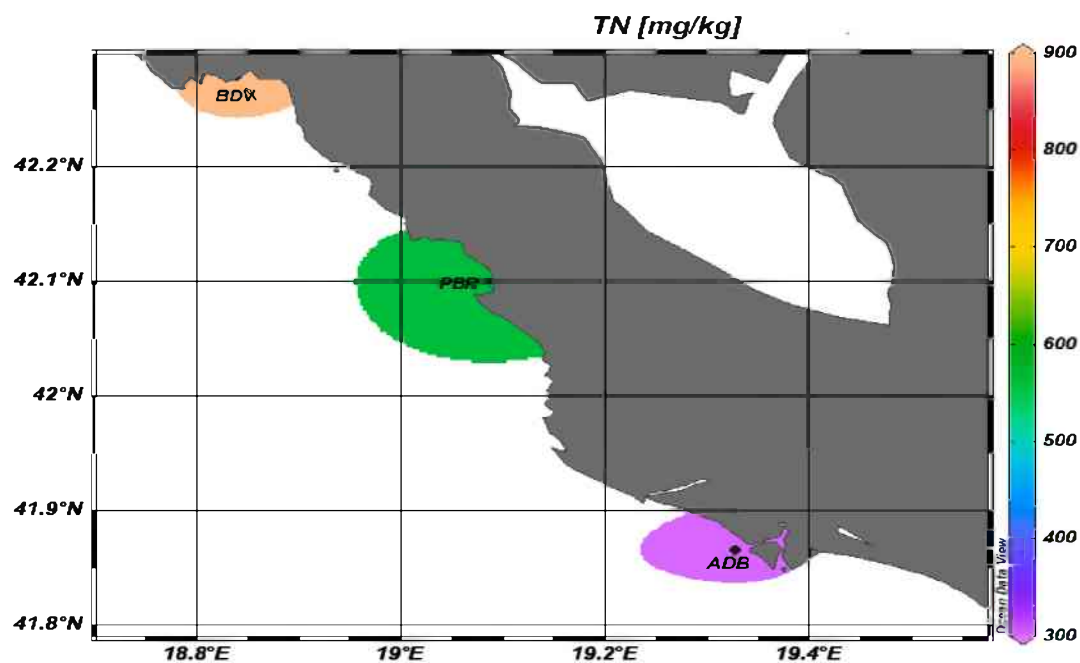 TN [mg/kg]
900
BDV
42.2°N
800
700
42.1°N
PBR
600
42°N
500
41.9°N
400
ADB
Ocean Data View
41.8°N
300
18.8°E
19°E
19.2°E
19.4°E